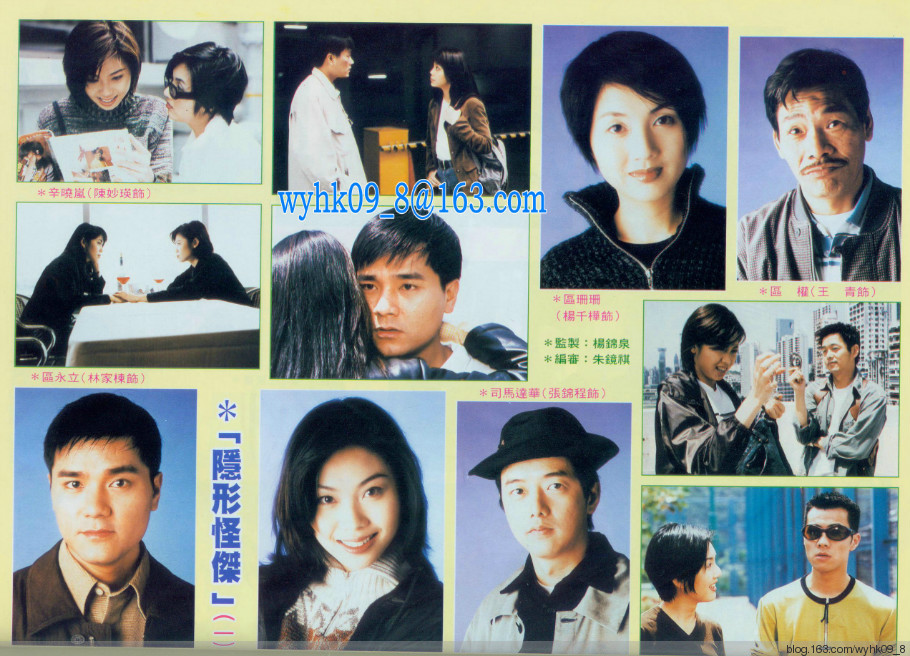 ＊辛曉嵐(陳妙瑛飾)
wyhk09_8@163.com
＊區珊珊
(楊千樺飾)
＊區　權(王　青飾)
＊監製：楊錦泉
＊編審：朱鏡祺
＊區永立(林家棟飾)
＊司馬達華(張錦程飾)
＊「隱形怪傑」(一)
blog.163.com/wyhk09_8